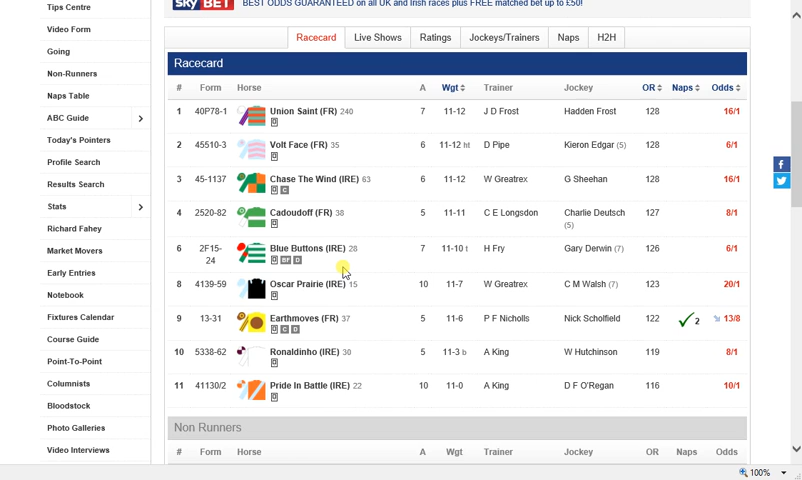 Tips Centre
Video Form
Going
Non-Runners
Naps Table
ABC Guide
Today's Pointers
Profile Search
Results Search
Stats
Richard Fahey
Market Movers
Early Entries
Notebook
Fixtures Calendar
Course Guide
Point-To-Point
Columnists
Bloodstock
Photo Galleries
Video Interviews
sky BET BEST ODDS GUARANTEED on all UK and Irish races plus FREE matched bet up to £50!
Racecard Live Shows Ratings Jockeys/Trainers Naps H2H
Racecard
# Form Horse A Wgt Trainer Jockey OR Naps Odds
1 40P78-1 Union Saint (FR) 240 7 11-12 J D Frost Hadden Frost 128 16/1
D
2 45510-3 Volt Face (FR) 35 6 11-12 ht D Pipe Kieron Edgar (5) 128 6/1
D
3 45-1137 Chase The Wind (IRE) 63 6 11-12 W Greatrex G Sheehan 128 16/1
D C
4 2520-82 Cadoudoff (FR) 38 5 11-11 C E Longsdon Charlie Deutsch (5) 127 8/1
D
6 2F15-24 Blue Buttons (IRE) 28 7 11-10 t H Fry Gary Derwin (7) 126 6/1
D BF D
8 4139-59 Oscar Prairie (IRE) 15 10 11-7 W Greatrex C M Walsh (7) 123 20/1
D
9 13-31 Earthmoves (FR) 37 5 11-6 P F Nicholls Nick Scholfield 122 2 13/8
D C D
10 5338-62 Ronaldinho (IRE) 30 5 11-3 b A King W Hutchinson 119 8/1
D
11 41130/2 Pride In Battle (IRE) 22 10 11-0 A King D F O'Regan 116 10/1
D
Non Runners
# Form Horse A Wgt Trainer Jockey OR Naps Odds
100%